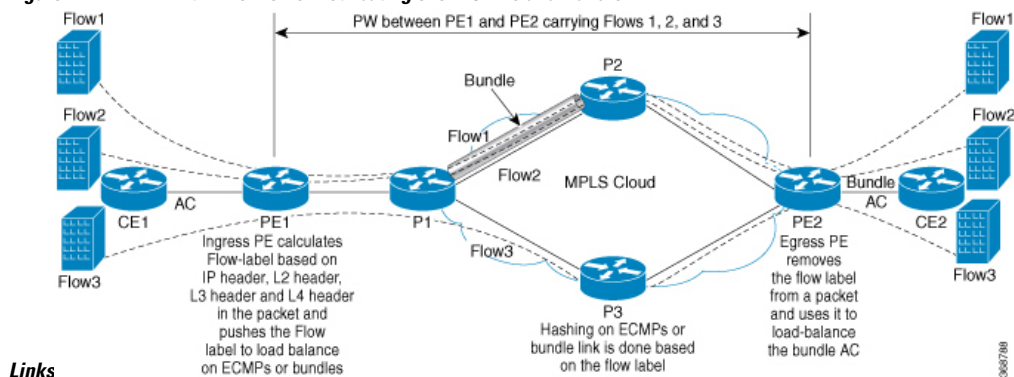 PW between PE1 and PE2 carrying Flows 1, 2, and 3
Flow1
Flow1
P2
Bundle
Flow2
Flow2
Flow1
Flow2
MPLS Cloud
Bundle
AC
AC
CE1
PE1
P1
PE2
CE2
Ingress PE calculates
Flow-label based on
IP header, L2 header,
L3 header and L4 header
in the packet and
pushes the Flow
label to load balance
on ECMPs or bundles
Flow3
Flow3
Flow3
Egress PE
removes
the flow label
from a packet
and uses it to
load-balance
the bundle AC
P3
Hashing on ECMPs or
bundle link is done based
on the flow label
368788
Links